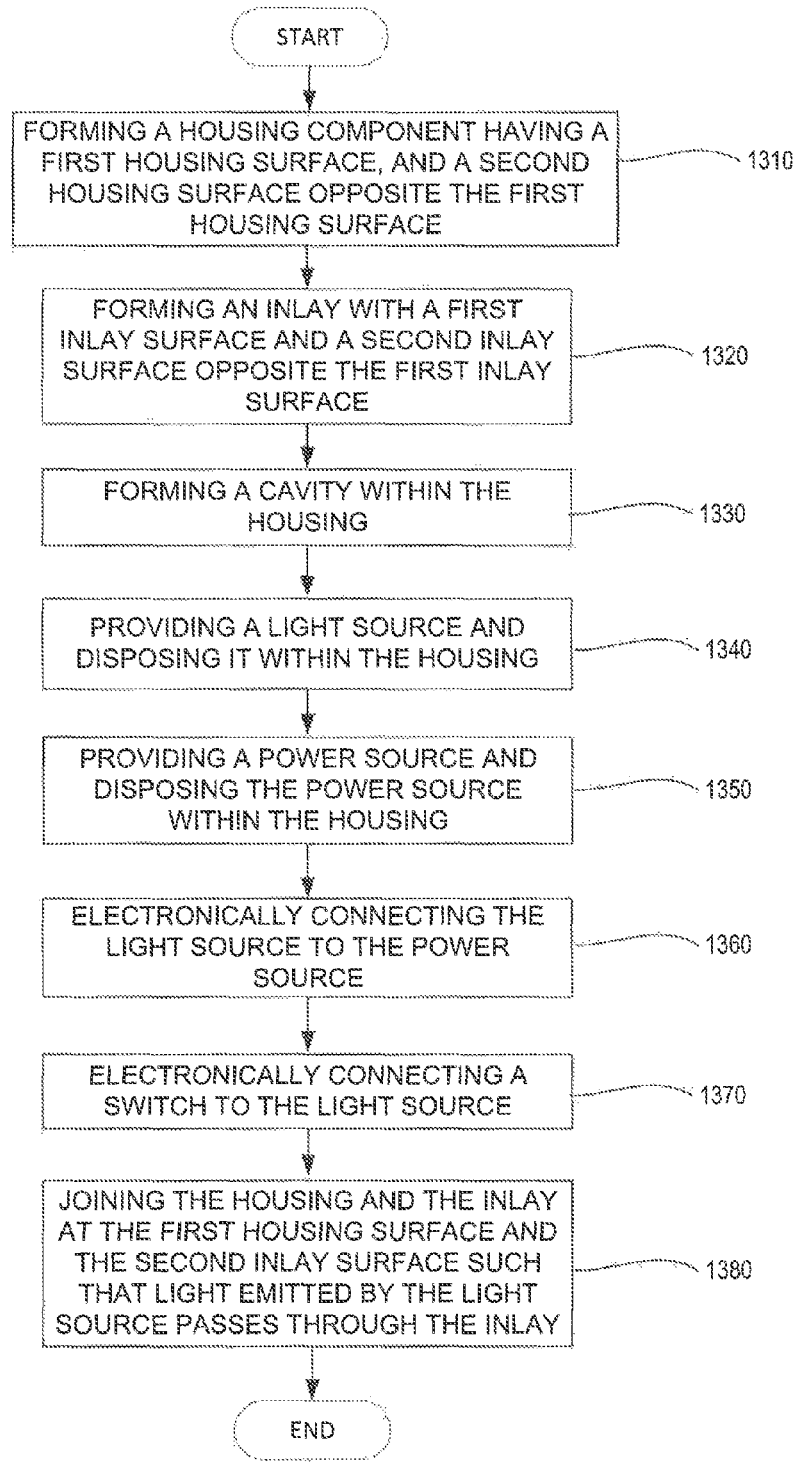 START
FORMING A HOUSING COMPONENT HAVING A
FIRST HOUSING SURFACE, AND A SECOND
HOUSING SURFACE OPPOSITE THE FIRST
HOUSING SURFACE
1310
FORMING AN INLAY WITH A FIRST
INLAY SURFACE AND A SECOND INLAY
SURFACE OPPOSITE THE FIRST INLAY
SURFACE
1320
FORMING A CAVITY WITHIN THE
HOUSING
1330
PROVIDING A LIGHT SOURCE AND
DISPOSING IT WITHIN THE HOUSING
1340
PROVIDING A POWER SOURCE AND
DISPOSING THE POWER SOURCE
WITHIN THE HOUSING
1350
ELECTRONICALLY CONNECTING THE
LIGHT SOURCE TO THE POWER
SOURCE
1360
ELECTRONICALLY CONNECTING A
SWITCH TO THE LIGHT SOURCE
1370
JOINING THE HOUSING AND THE INLAY
AT THE FIRST HOUSING SURFACE AND
THE SECOND INLAY SURFACE SUCH
THAT LIGHT EMITTED BY THE LIGHT
SOURCE PASSES THROUGH THE INLAY
1380
END